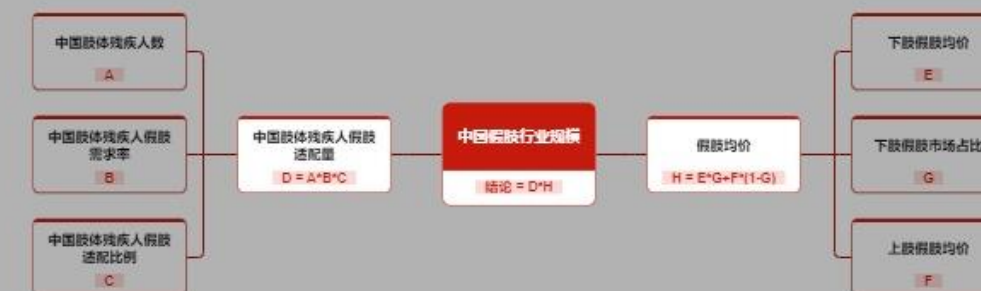 中国肢体残疾人数
A
中国肢体残疾人假肢
需求率
B
中国肢体残疾人假肢
适配比例
C
中国肢体残疾人假肢
适配量
D = A*B*C
中国假肢行业规模
结论 = D*H
假肢均价
H = E*G+F*(1-G)
下肢假肢均价
E
下肢假肢市场占比
G
上肢假肢均价
F